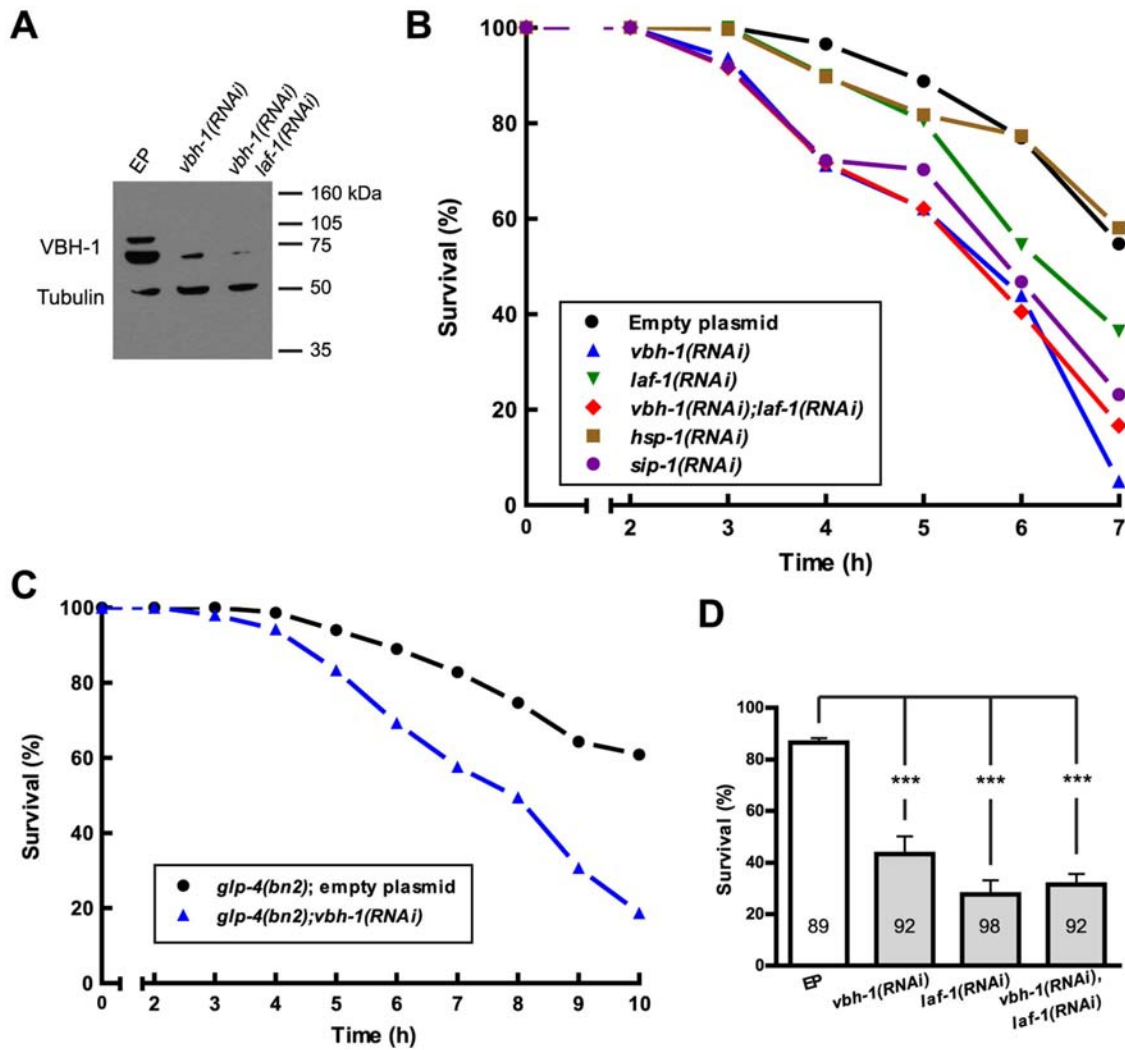 A
EP
vbh-1(RNAi)
vbh-1(RNAi)
laf-1(RNAi)
160 kDa
105
75
50
35
VBH-1
Tubulin
B
Survival (%)
100
80
60
40
20
0
Empty plasmid
vbh-1(RNAi)
laf-1(RNAi)
vbh-1(RNAi);laf-1(RNAi)
hsp-1(RNAi)
sip-1(RNAi)
0 2 3 4 5 6 7
Time (h)
C
Survival (%)
100
80
60
40
20
0
glp-4(bn2); empty plasmid
glp-4(bn2);vbh-1(RNAi)
0 2 3 4 5 6 7 8 9 10
Time (h)
D
Survival (%)
100
80
60
40
20
0
*** *** ***
89 92 98 92
EP
vbh-1(RNAi)
laf-1(RNAi)
vbh-1(RNAi),
laf-1(RNAi)